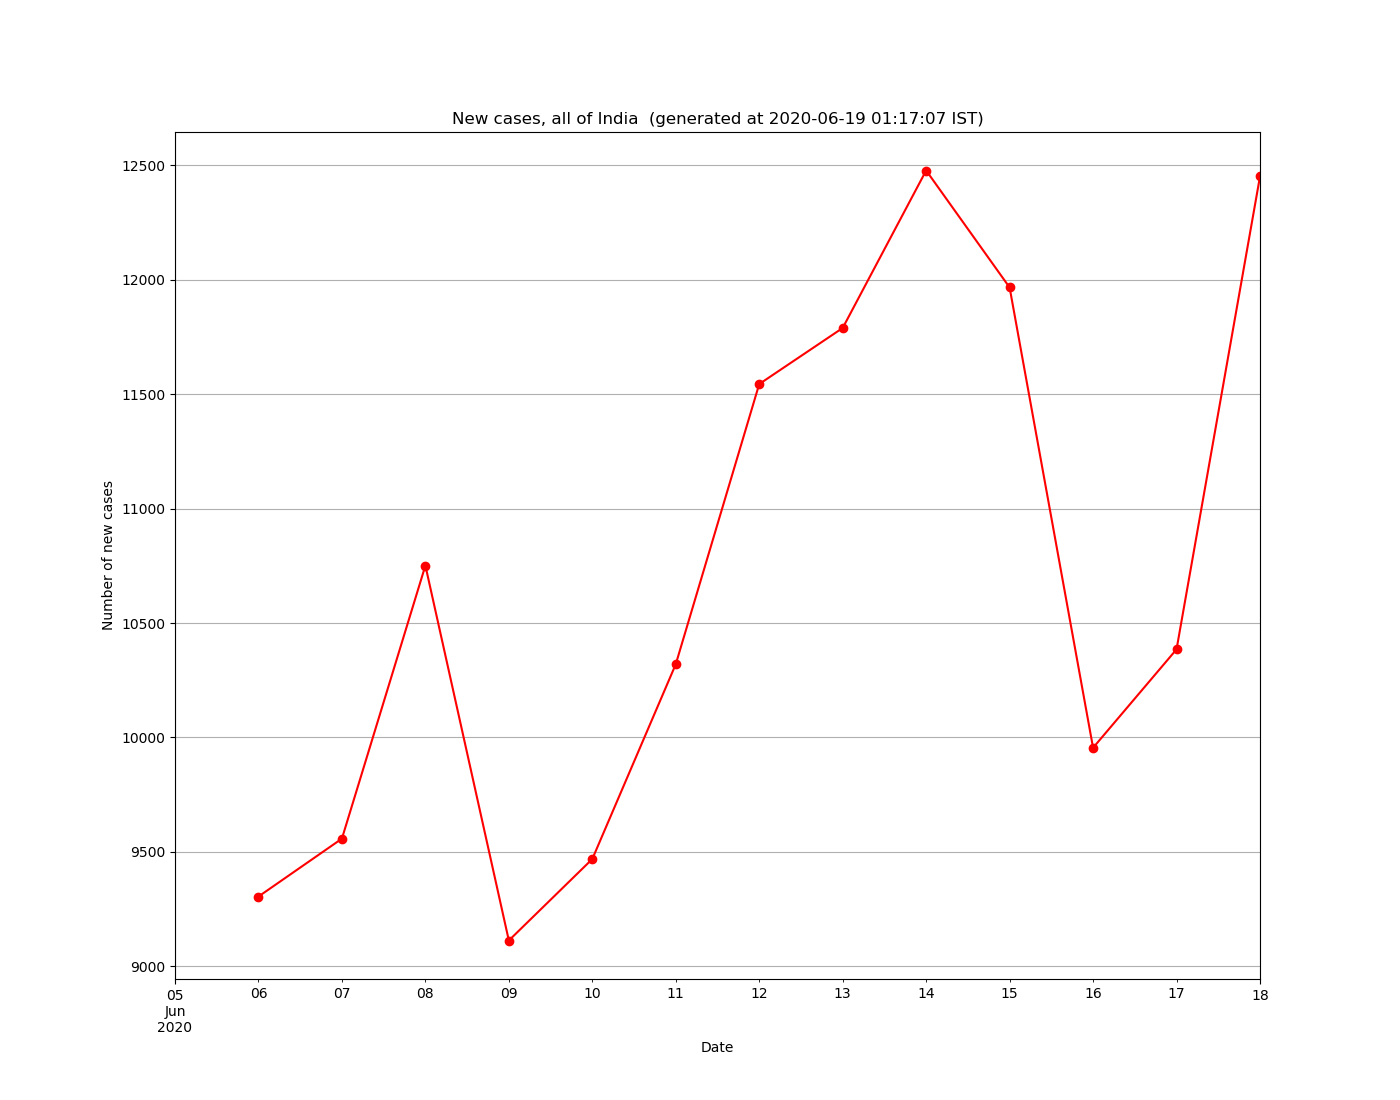 New cases, all of India  (generated at 2020-06-19 01:17:07 IST)
12500
12000
11500
11000
10500
10000
9500
9000
Number of new cases
05 06 07 08 09 10 11 12 13 14 15 16 17 18
Jun
2020
Date